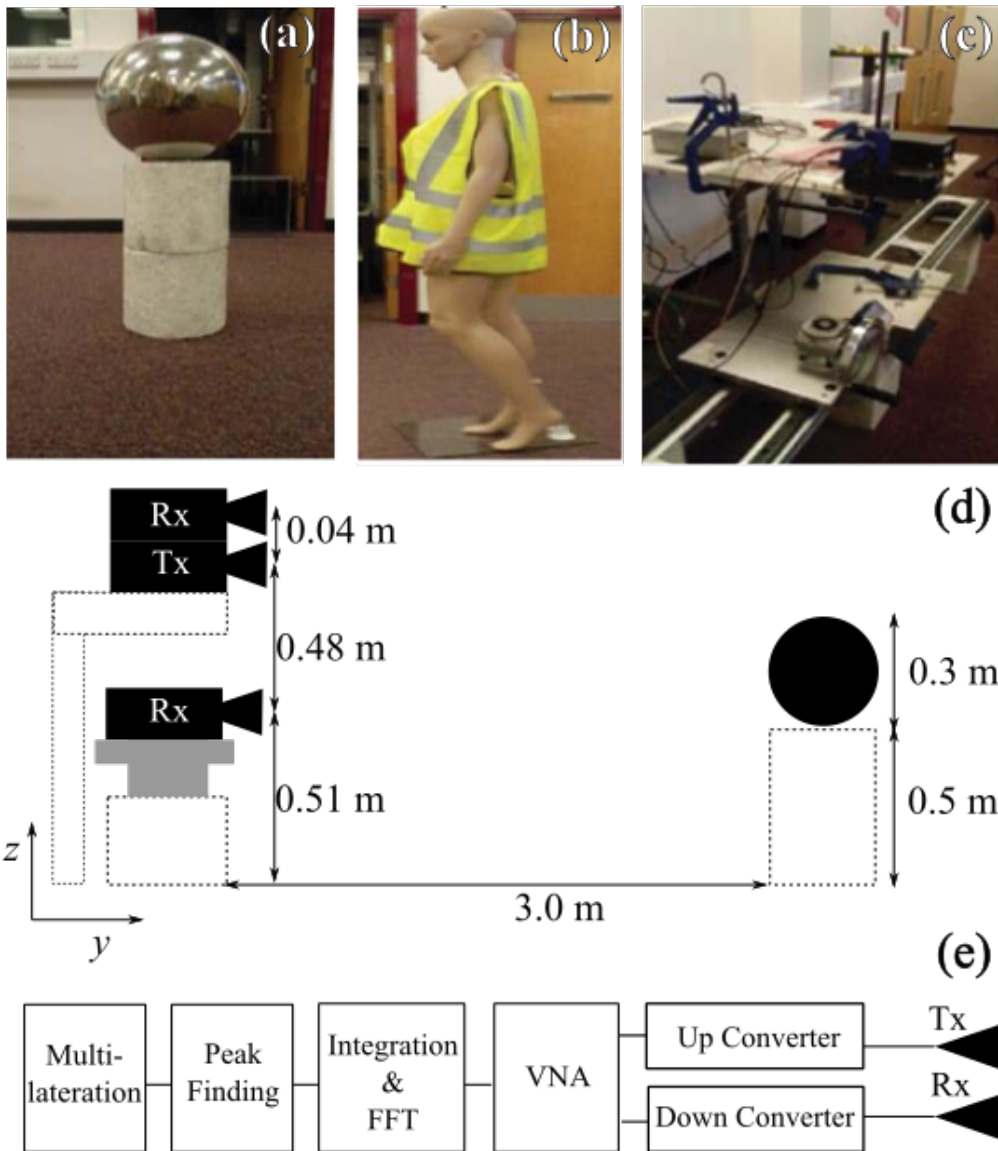 (a)
(b)
(c)
(d)
Rx
0.04 m
Tx
0.48 m
0.3 m
Rx
0.51 m
0.5 m
z
3.0 m
y
(e)
Multi-
lateration
Peak
Finding
Integration
&
FFT
VNA
Up Converter
Down Converter
Tx
Rx